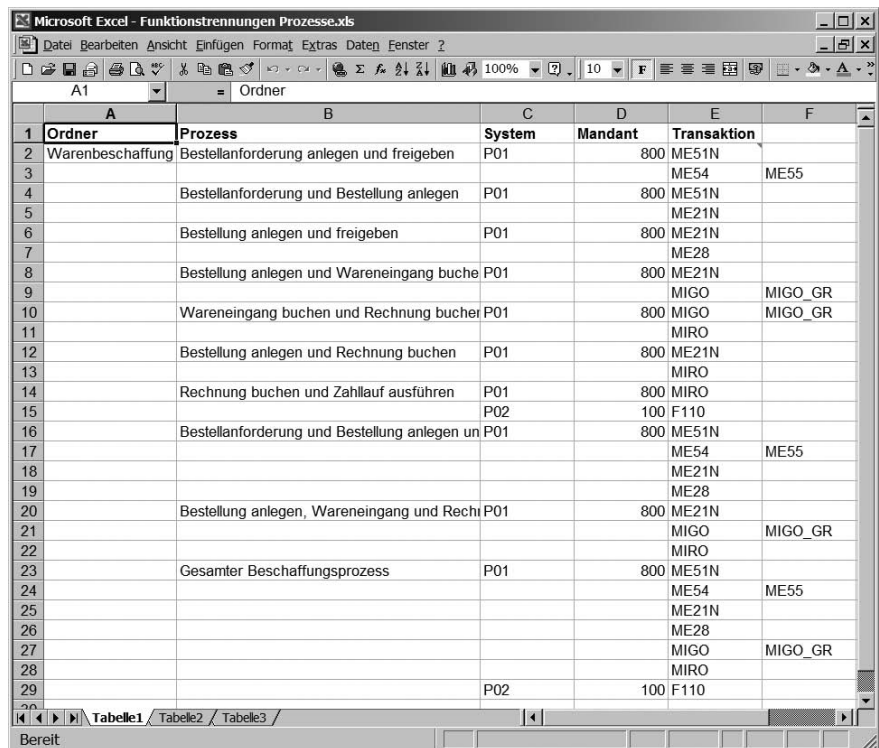 Microsoft Excel - Funktionstrennungen Prozesse.xls
Datei Bearbeiten Ansicht Einfügen Format Extras Daten Fenster ?
100% 10 F
A1 = Ordner
A B C D E F
1 Ordner Prozess System Mandant Transaktion
2 Warenbeschaffung Bestellanforderung anlegen und freigeben P01 800 ME51N
3 ME54 ME55
4 Bestellanforderung und Bestellung anlegen P01 800 ME51N
5 ME21N
6 Bestellung anlegen und freigeben P01 800 ME21N
7 ME28
8 Bestellung anlegen und Wareneingang buche P01 800 ME21N
9 MIGO MIGO_GR
10 Wareneingang buchen und Rechnung bucher P01 800 MIGO MIGO_GR
11 MIRO
12 Bestellung anlegen und Rechnung buchen P01 800 ME21N
13 MIRO
14 Rechnung buchen und Zahllauf ausführen P01 800 MIRO
15 P02 100 F110
16 Bestellanforderung und Bestellung anlegen un P01 800 ME51N
17 ME54 ME55
18 ME21N
19 ME28
20 Bestellung anlegen, Wareneingang und Rech P01 800 ME21N
21 MIGO MIGO_GR
22 MIRO
23 Gesamter Beschaffungsprozess P01 800 ME51N
24 ME54 ME55
25 ME21N
26 ME28
27 MIGO MIGO_GR
28 MIRO
29 P02 100 F110
Tabelle1 Tabelle2 Tabelle3
Bereit